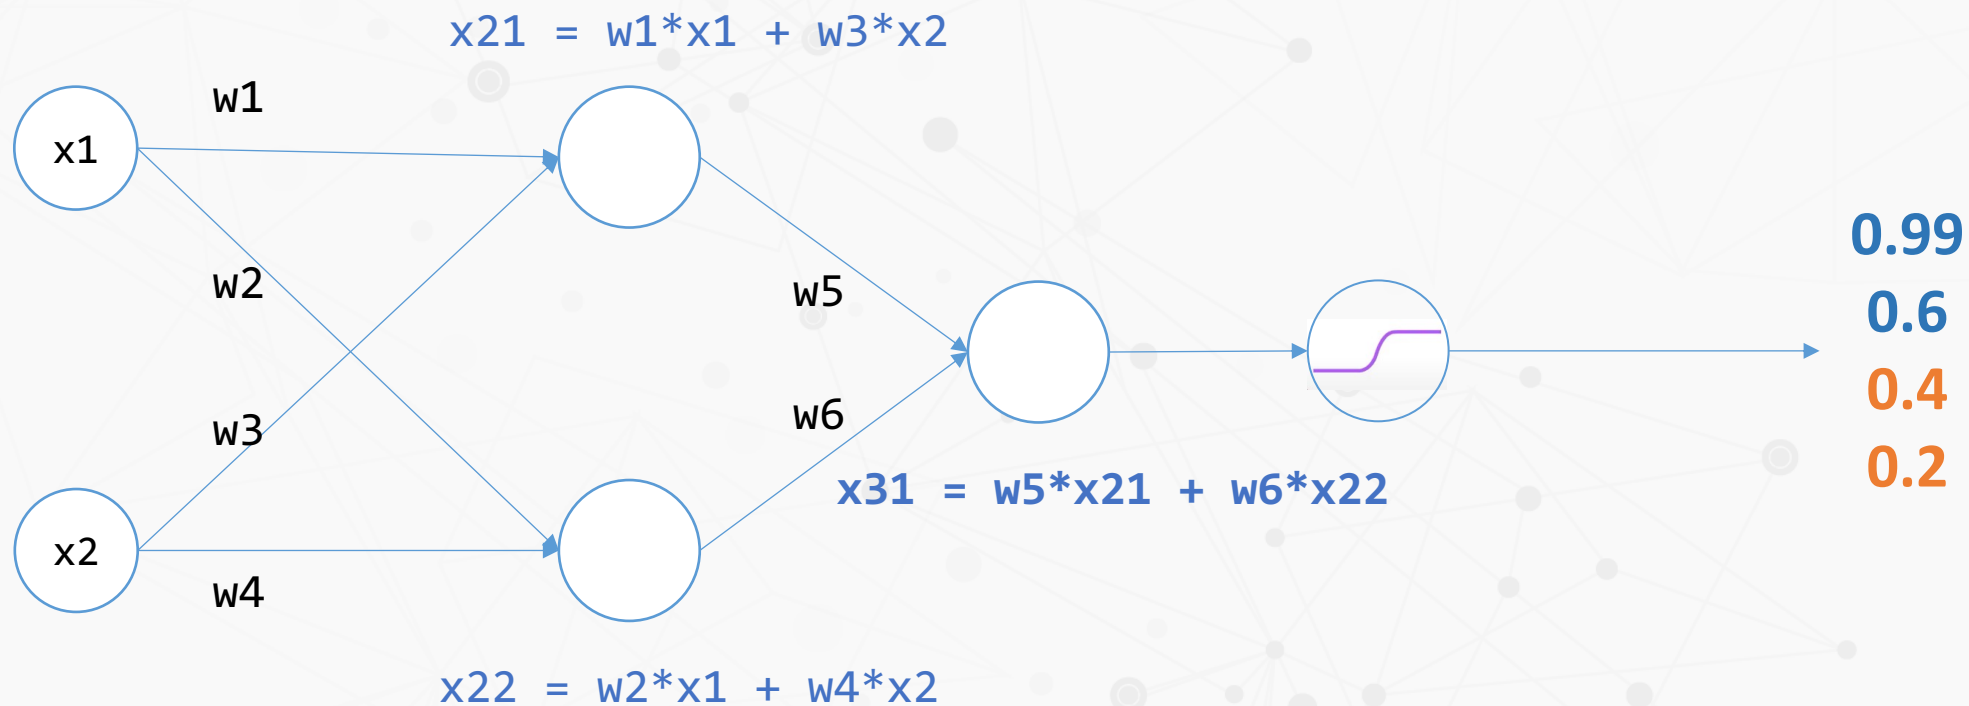 x21 = w1*x1 + w3*x2
w1
x1
w2
w3
x2
w4
x22 = w2*x1 + w4*x2
w5
w6
x31 = w5*x21 + w6*x22
0.99
0.6
0.4
0.2